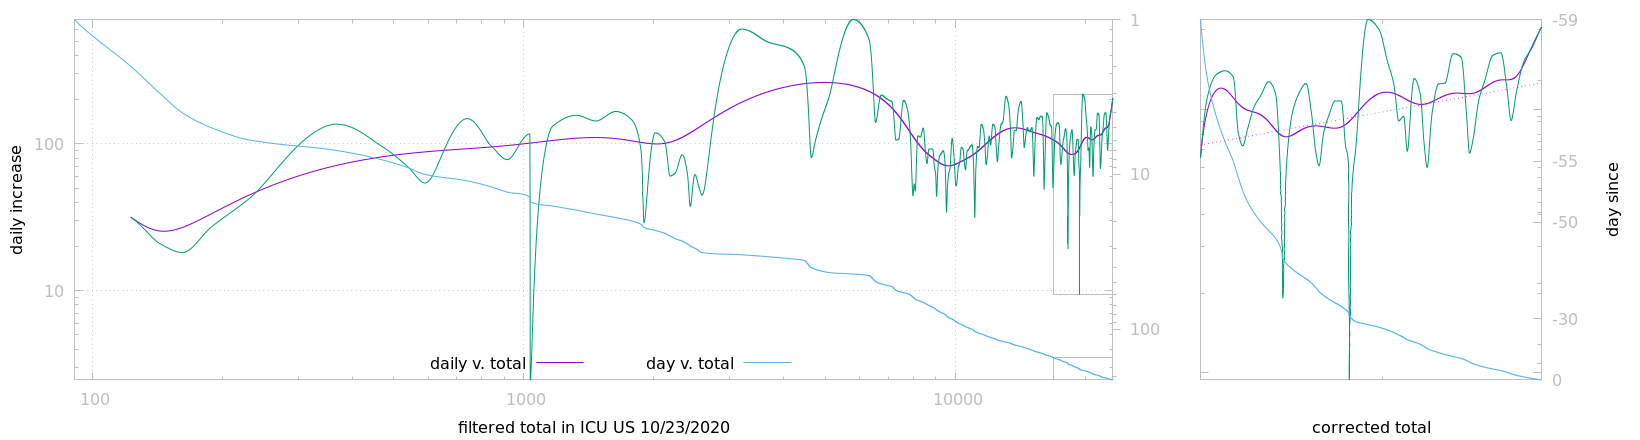 daily increase
100
10
daily v. total
day v. total
100
1000
10000
filtered total in ICU US 10/23/2020
1
10
100
-59
-55
-50
-30
0
day since
corrected total